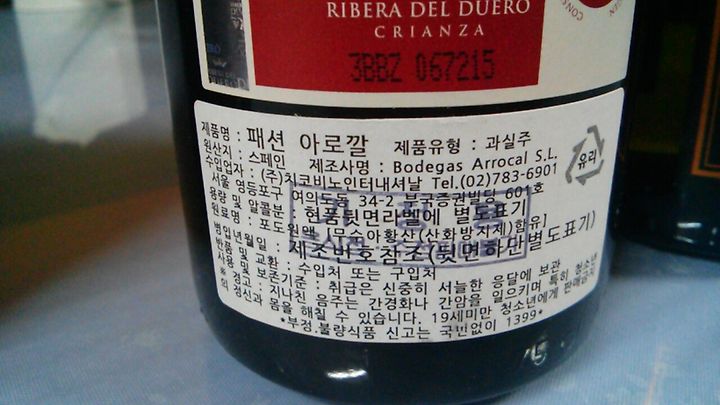 RIBERA DEL DUERO
CRIANZA
3BBZ 067215
제품명 : 패션 아로깔 제품유형 : 과실주
원산지 : 스페인 제조사명 : Bodegas Arrocal S.L.
수입업자 : (주)치코비노인터내셔날 Tel.(02)783-6901
서울 영등포구 여의도동 34-2 부국증권빌딩 601호
용량 및 알콜분 : 현품뒷면라벨에 별도표기
원료명 : 포도원액 [무수아황산(산화방지제)함유]
병입년월일 : 제조번호참조(뒷면하단별도표기)
반품및교환 : 수입처 또는 구입처
사용및보존기준 : 취급은 신중히 서늘한 응달에 보관
※ 경고 : 지나친 음주는 간경화나 간암을 일으키며 특히 청소년
의 정신과 몸을 해칠 수 있습니다. 19세미만 청소년에게 판매금지
*부정.불량식품 신고는 국번없이 1399*
유리